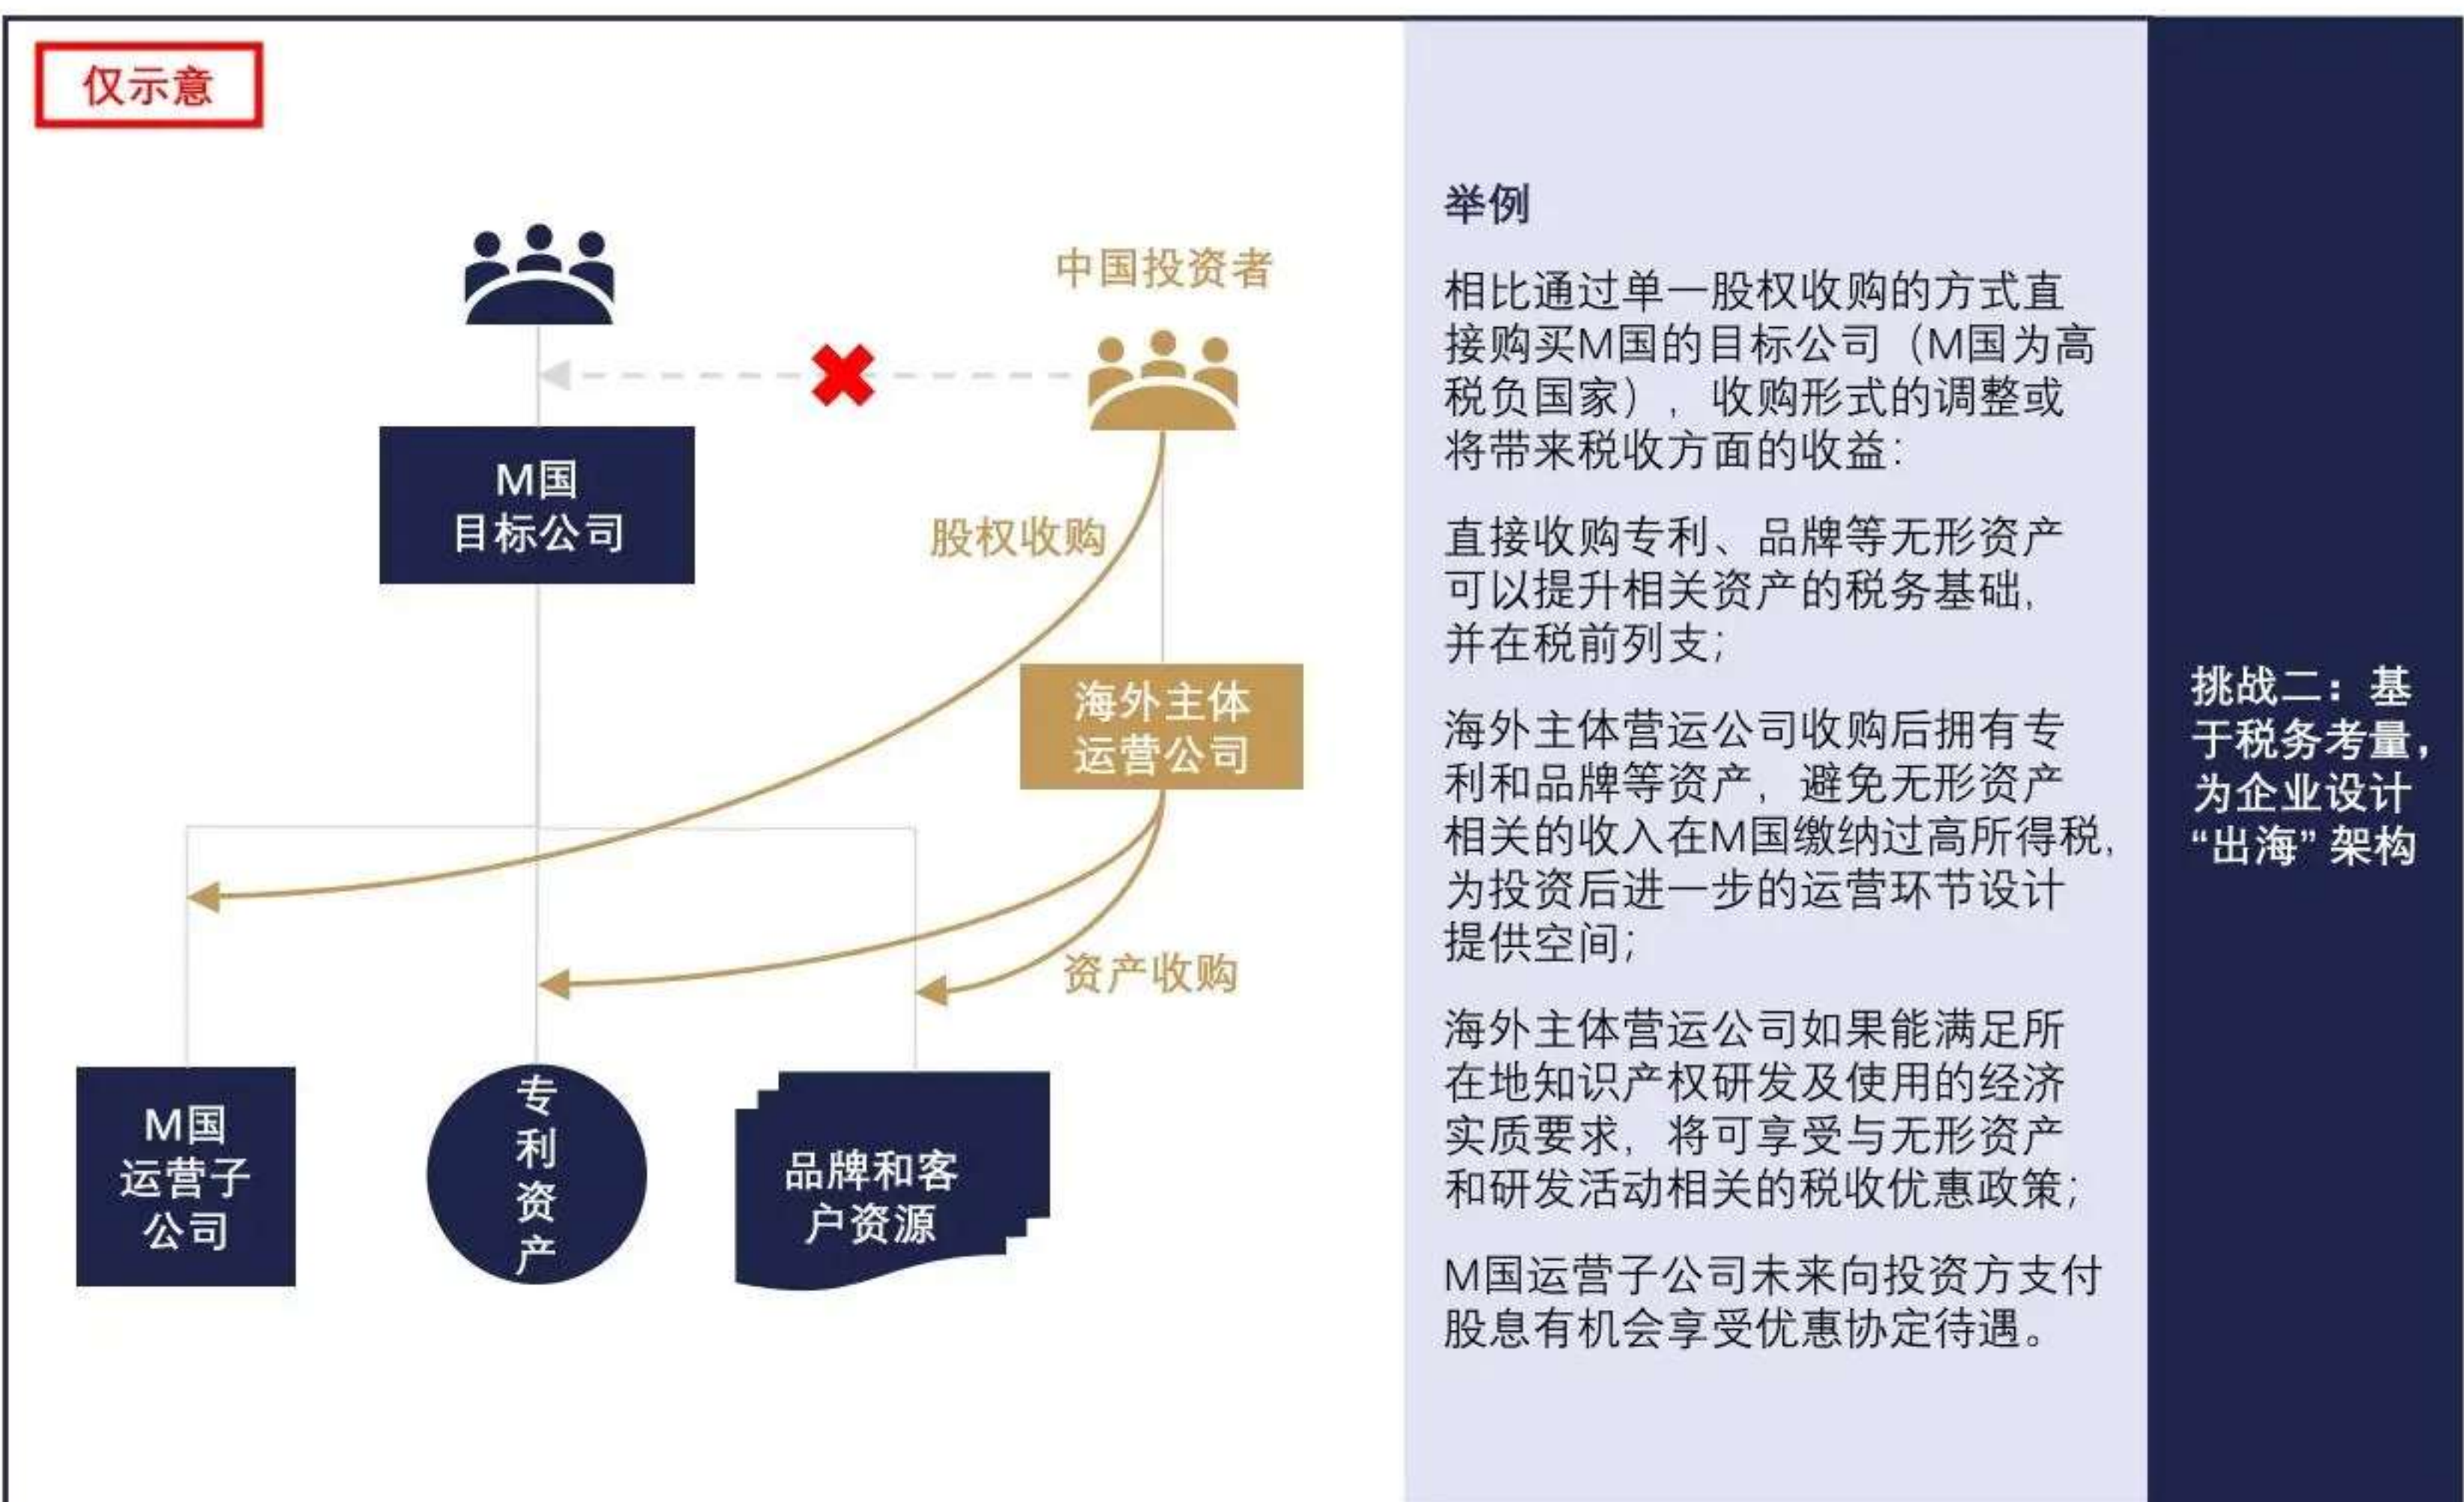 仅示意
中国投资者
M国
目标公司
股权收购
海外主体
运营公司
资产收购
M国
运营子
公司
专
利
资
产
品牌和客
户资源
举例
相比通过单一股权收购的方式直
接购买M国的目标公司（M国为高
税负国家），收购形式的调整或
将带来税收方面的收益：
直接收购专利、品牌等无形资产
可以提升相关资产的税务基础，
并在税前列支；
海外主体营运公司收购后拥有专
利和品牌等资产，避免无形资产
相关的收入在M国缴纳过高所得税，
为投资后进一步的运营环节设计
提供空间；
海外主体营运公司如果能满足所
在地知识产权研发及使用的经济
实质要求，将可享受与无形资产
和研发活动相关的税收优惠政策；
M国运营子公司未来向投资方支付
股息有机会享受优惠协定待遇。
挑战二：基
于税务考量，
为企业设计
“出海” 架构